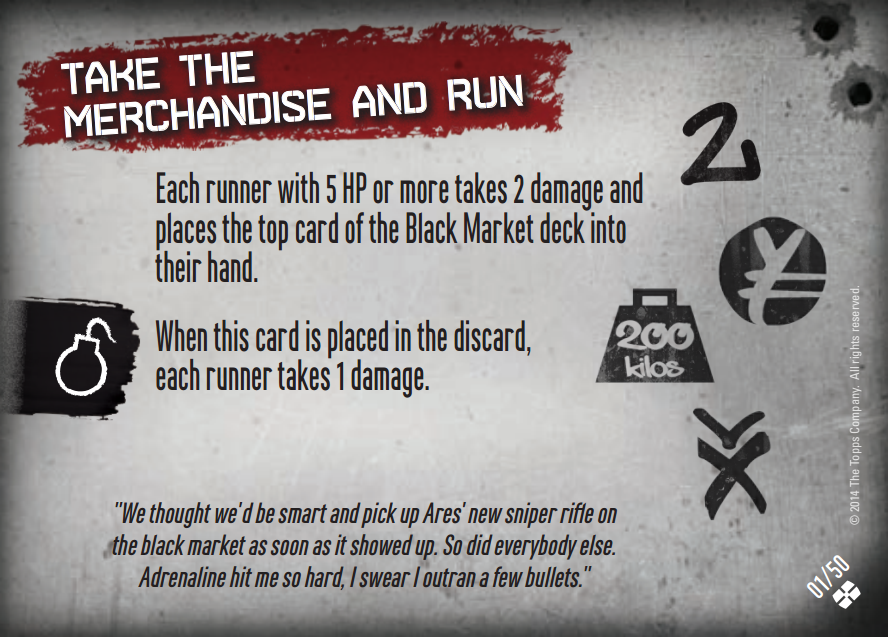 TAKE THE
MERCHANDISE AND RUN
2
Each runner with 5 HP or more takes 2 damage and
places the top card of the Black Market deck into
their hand.
¥
200
kilos
When this card is placed in the discard,
each runner takes 1 damage.
"We thought we'd be smart and pick up Ares' new sniper rifle on
the black market as soon as it showed up. So did everybody else.
Adrenaline hit me so hard, I swear I outran a few bullets."
© 2014 The Topps Company. All rights reserved.
01/50